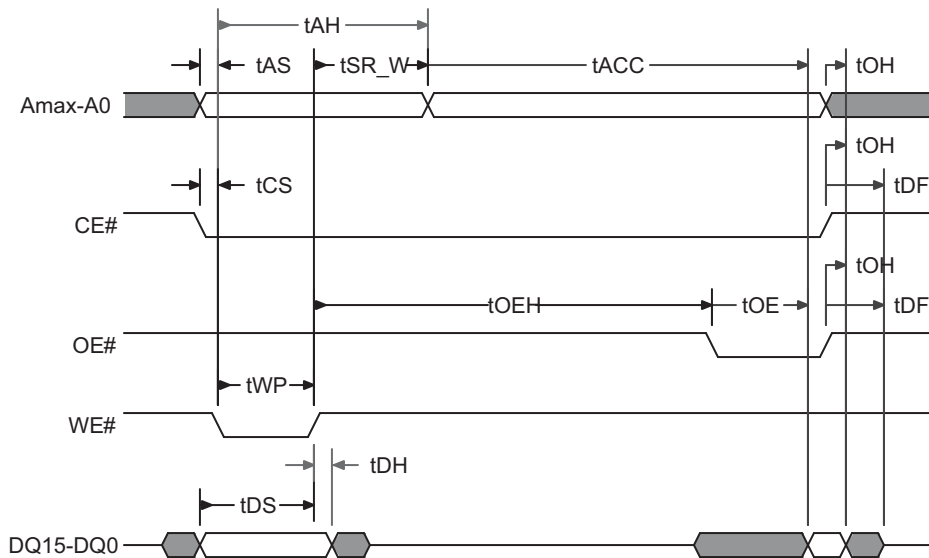 tAH
tAS tSR_W tACC tOH
Amax-A0
tOH
tCS tDF
CE#
tOH
tOEH tOE tDF
OE#
tWP
WE#
tDH
tDS
DQ15-DQ0